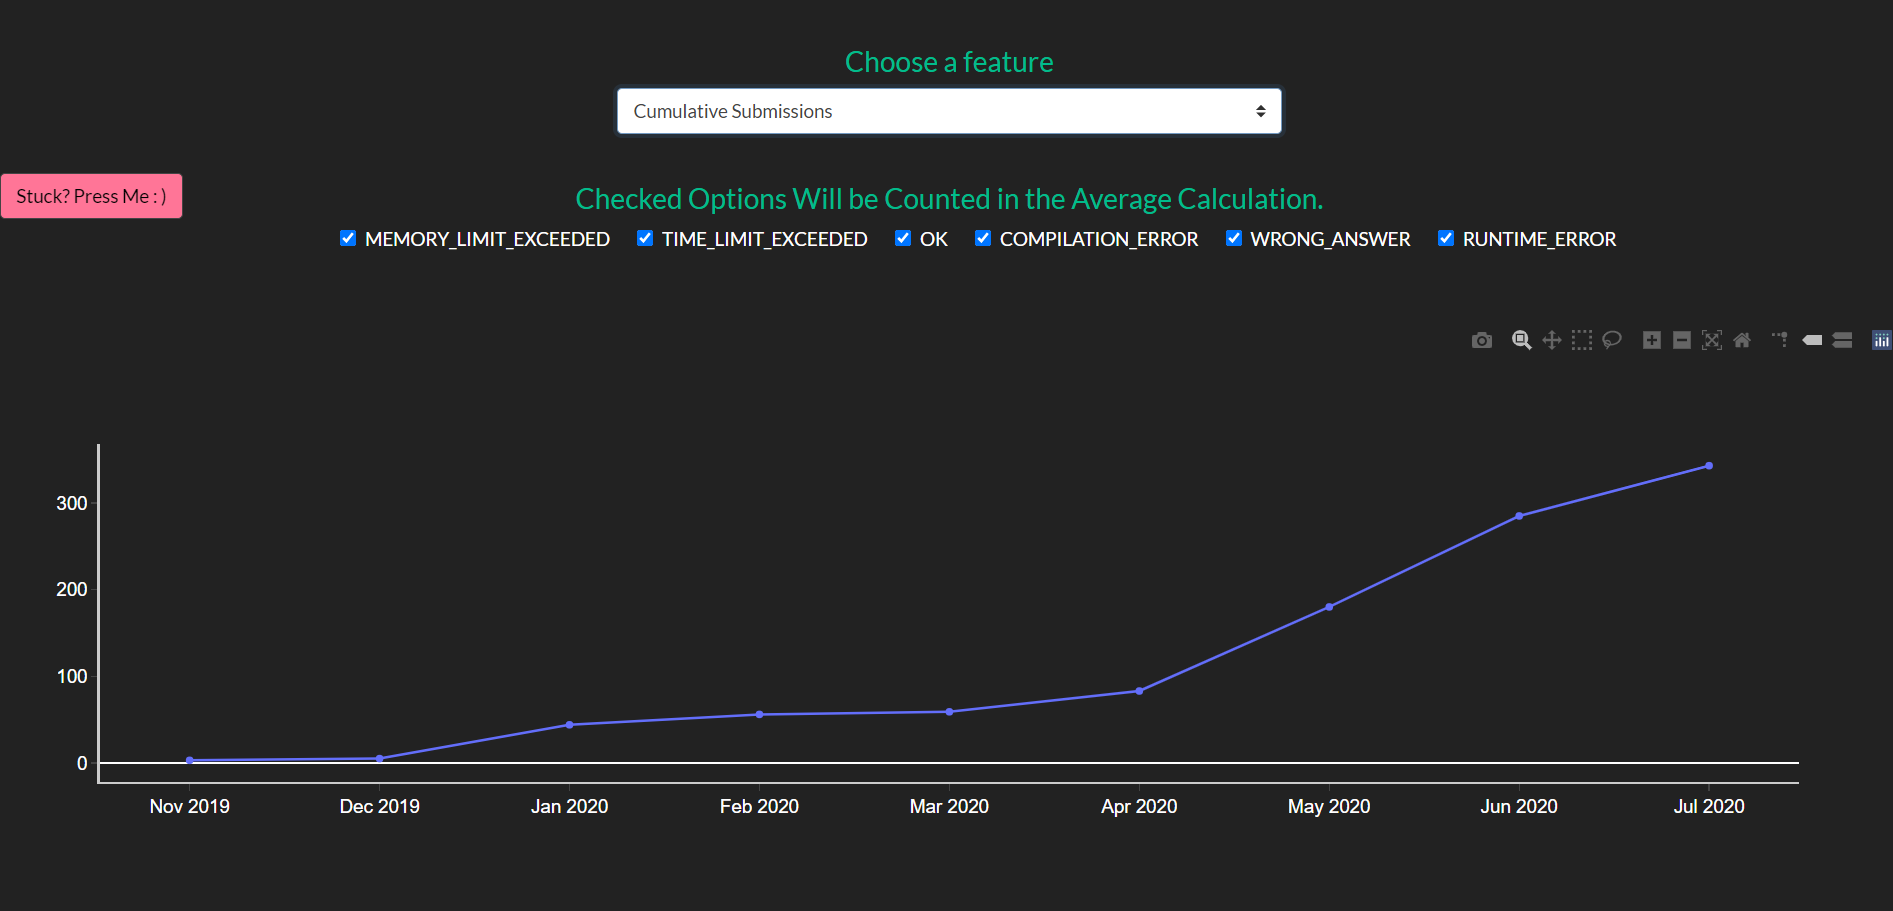 Choose a feature
Cumulative Submissions
Stuck? Press Me : )
Checked Options Will be Counted in the Average Calculation.
MEMORY_LIMIT_EXCEEDED TIME_LIMIT_EXCEEDED OK COMPILATION_ERROR WRONG_ANSWER RUNTIME_ERROR
300
200
100
0
Nov 2019 Dec 2019 Jan 2020 Feb 2020 Mar 2020 Apr 2020 May 2020 Jun 2020 Jul 2020